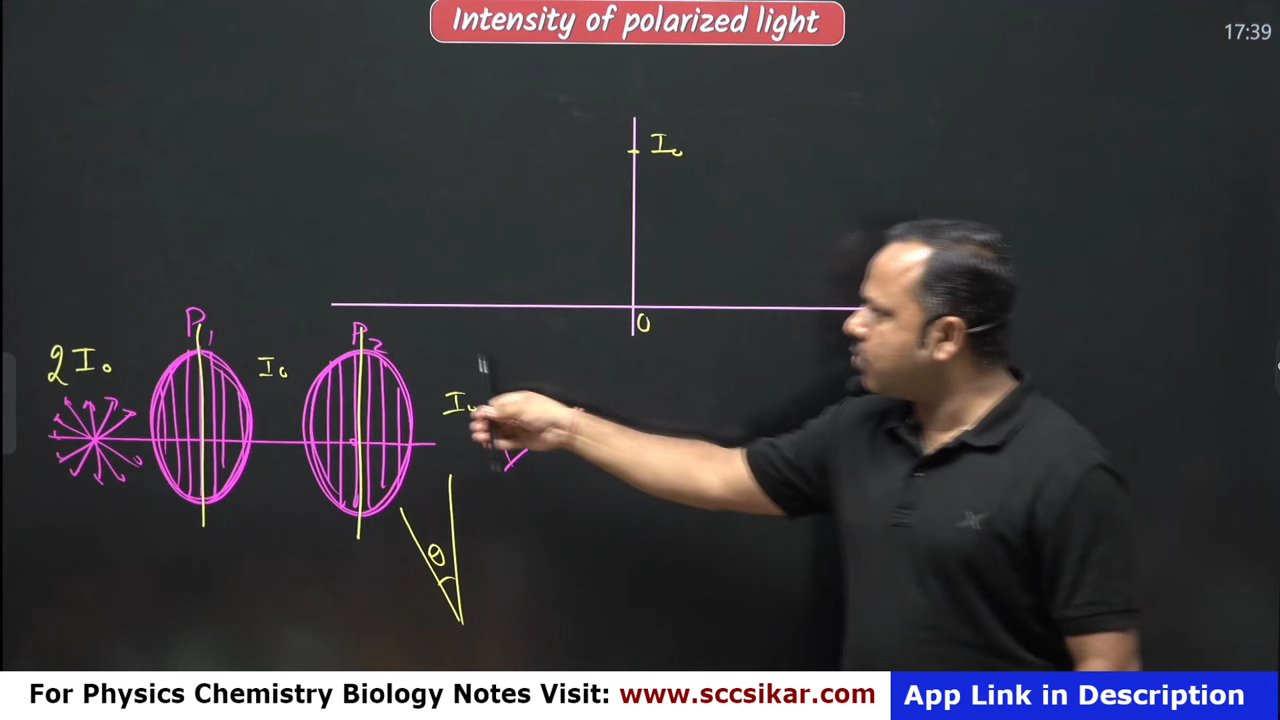 Intensity of polarized light
17:39
I₀
0
P₁
P₂
2I₀
I₀
θ
For Physics Chemistry Biology Notes Visit: www.sccsikar.com
App Link in Description